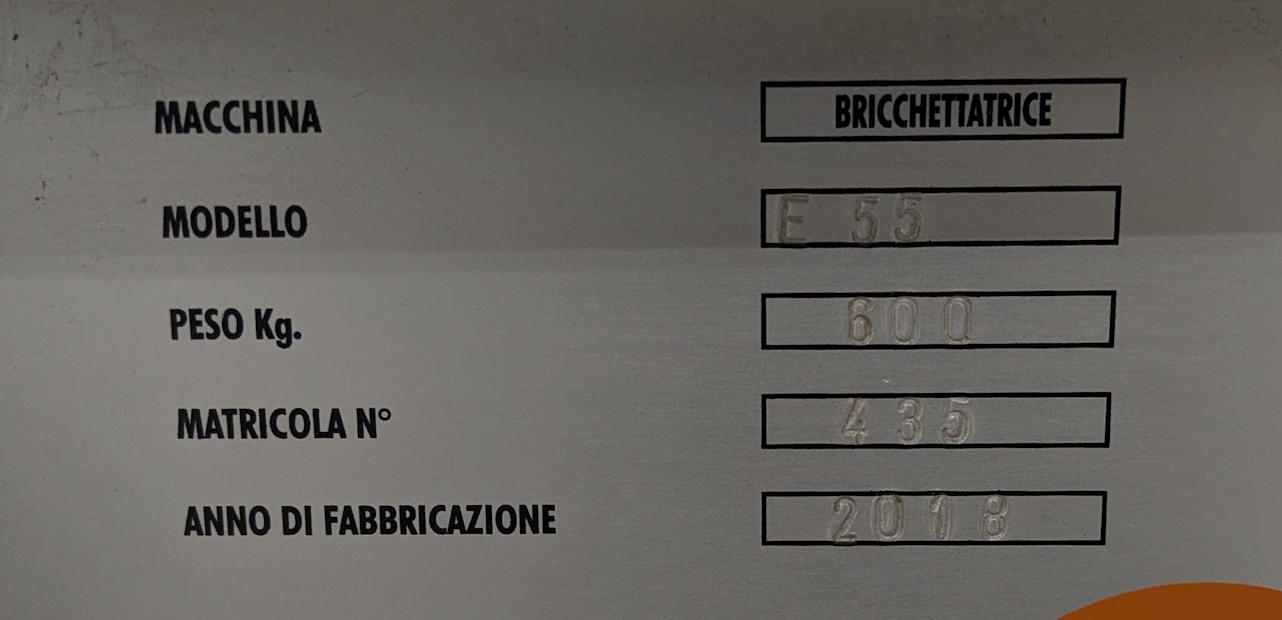 MACCHINA BRICCHETTATRICE
MODELLO E 55
PESO Kg. 600
MATRICOLA N° 435
ANNO DI FABBRICAZIONE 2018